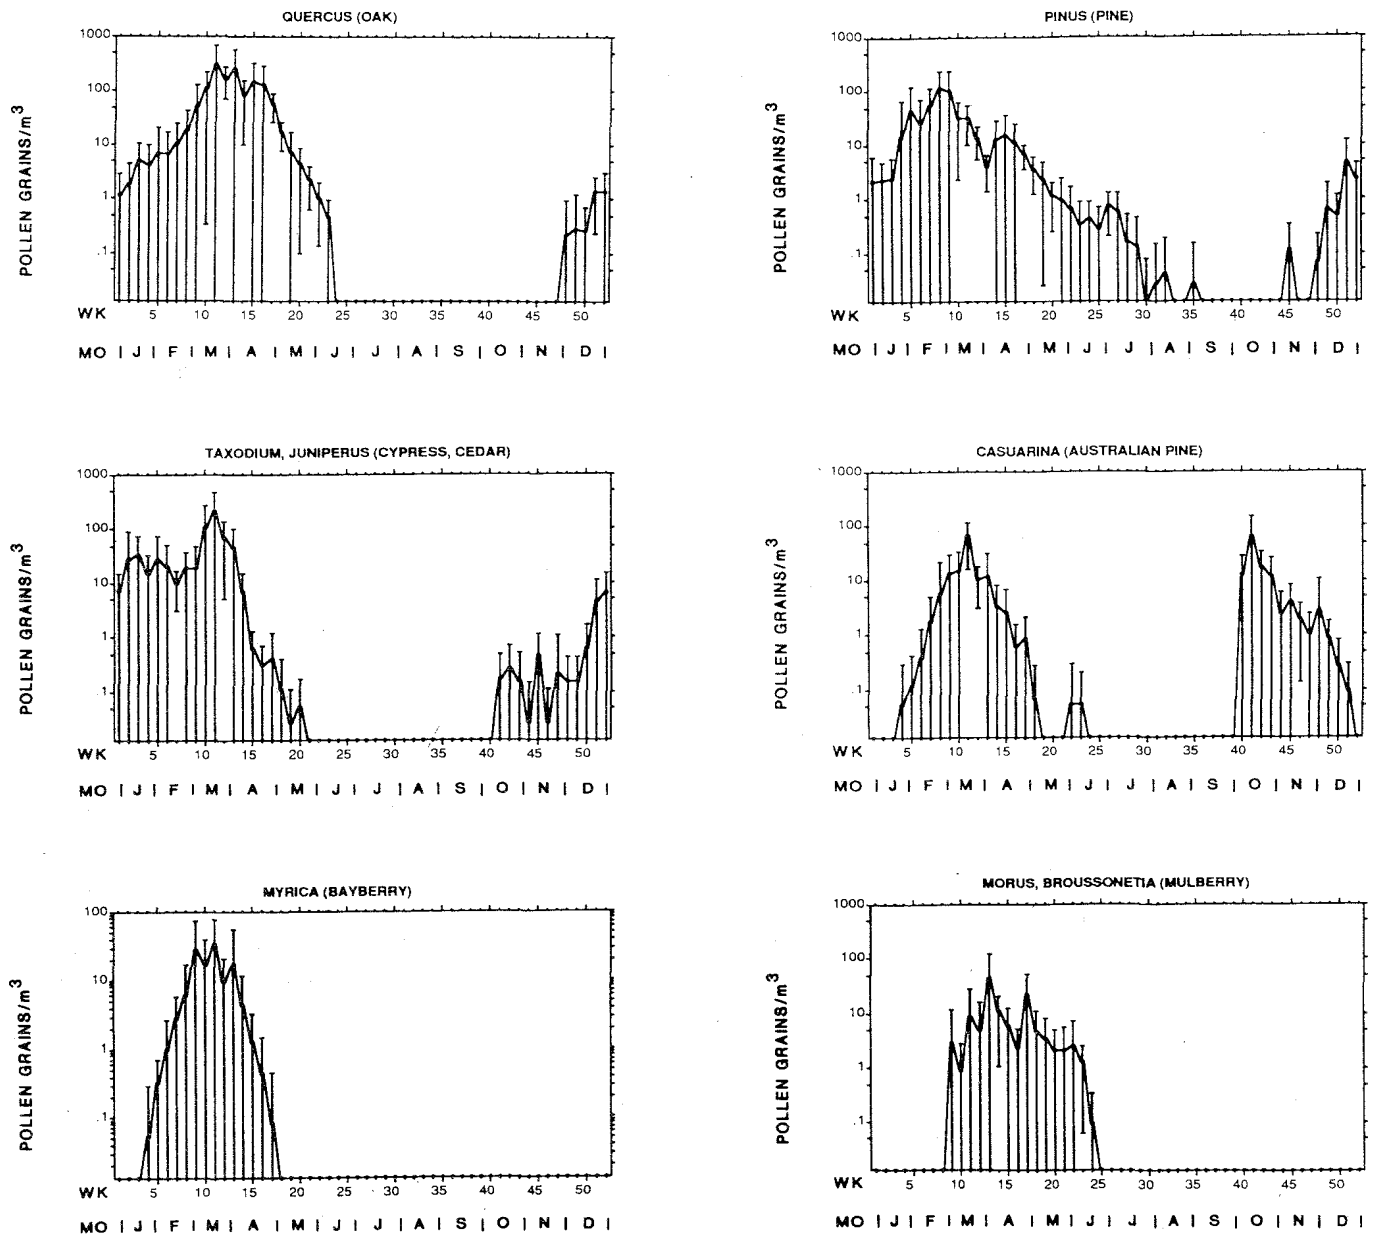 QUERCUS (OAK)
POLLEN GRAINS/m³
1000
100
10
1
.1
WK 5 10 15 20 25 30 35 40 45 50
MO | J | F | M | A | M | J | J | A | S | O | N | D |
PINUS (PINE)
POLLEN GRAINS/m³
1000
100
10
1
.1
WK 5 10 15 20 25 30 35 40 45 50
MO | J | F | M | A | M | J | J | A | S | O | N | D |
TAXODIUM, JUNIPERUS (CYPRESS, CEDAR)
POLLEN GRAINS/m³
1000
100
10
1
.1
WK 5 10 15 20 25 30 35 40 45 50
MO | J | F | M | A | M | J | J | A | S | O | N | D |
CASUARINA (AUSTRALIAN PINE)
POLLEN GRAINS/m³
1000
100
10
1
.1
WK 5 10 15 20 25 30 35 40 45 50
MO | J | F | M | A | M | J | J | A | S | O | N | D |
MYRICA (BAYBERRY)
POLLEN GRAINS/m³
100
10
1
.1
WK 5 10 15 20 25 30 35 40 45 50
MO | J | F | M | A | M | J | J | A | S | O | N | D |
MORUS, BROUSSONETIA (MULBERRY)
POLLEN GRAINS/m³
1000
100
10
1
.1
WK 5 10 15 20 25 30 35 40 45 50
MO | J | F | M | A | M | J | J | A | S | O | N | D |